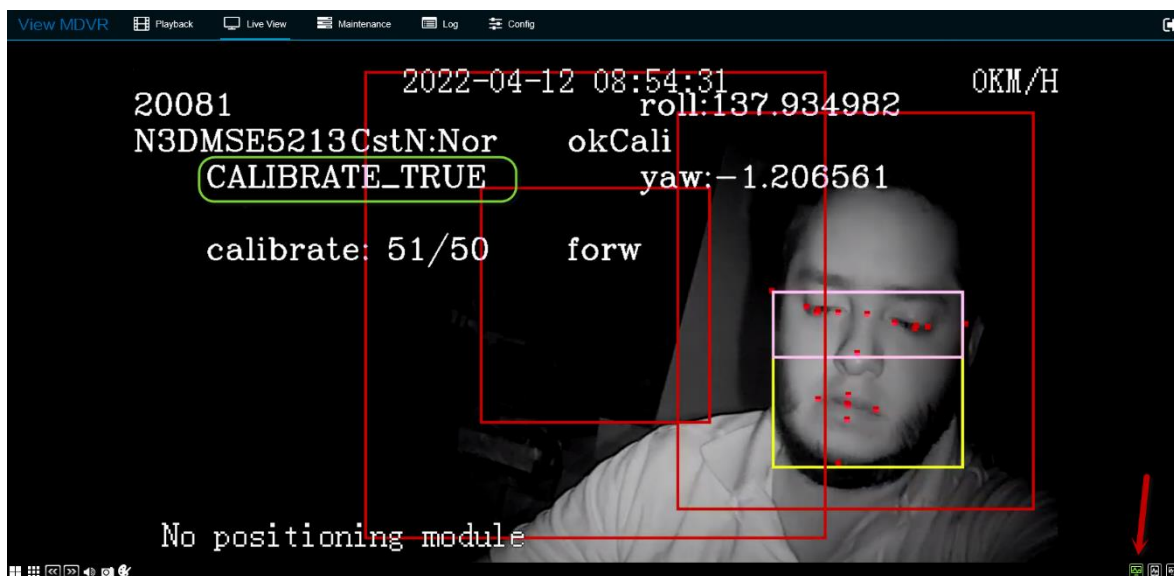 View MDVR Playback Live View Maintenance Log Config
2022-04-12 08:54:31 0KM/H
20081 roll:137.934982
N3DMSE5213CstN:Nor okCali
CALIBRATE_TRUE yaw:-1.206561
calibrate: 51/50 forw
No positioning module